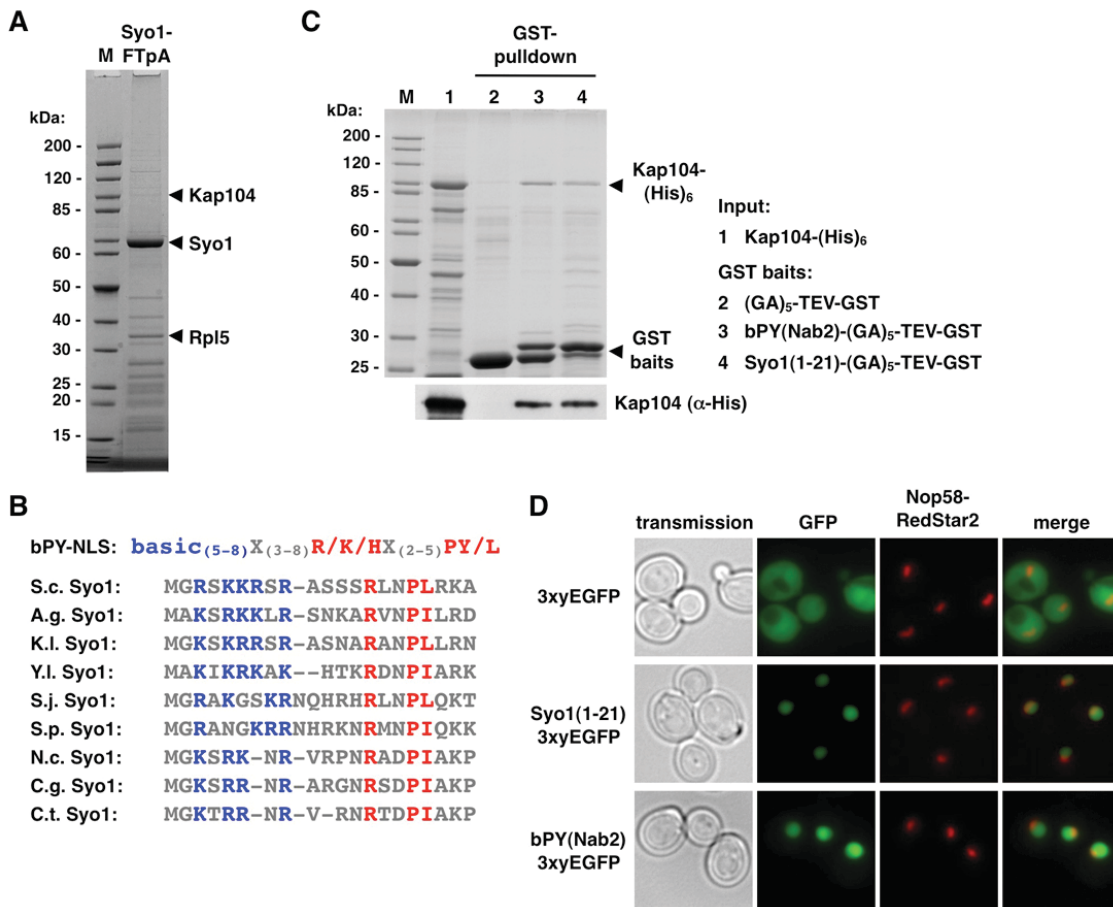 A
Syo1-
FTpA
M
kDa:
200 -
120 -
85 -
60 -
50 -
40 -
30 -
25 -
20 -
15 -
Kap104
Syo1
Rpl5
C
GST-
pulldown
M 1 2 3 4
kDa:
200 -
120 -
85 -
60 -
50 -
40 -
30 -
25 -
Kap104-
(His)6
GST
baits
Kap104 (α-His)
Input:
1 Kap104-(His)6
GST baits:
2 (GA)5-TEV-GST
3 bPY(Nab2)-(GA)5-TEV-GST
4 Syo1(1-21)-(GA)5-TEV-GST
B
bPY-NLS: basic(5-8)X(3-8)R/K/HX(2-5)PY/L
S.c. Syo1: MGRSKKRSR-ASSSRLNPLRKA
A.g. Syo1: MAKSRKKLR-SNKARVNPILRD
K.l. Syo1: MGKSKRRSR-ASNARANPLLRN
Y.l. Syo1: MAKIKRKAK--HTKRDNPIARK
S.j. Syo1: MGRAKGSKRNQHRHRLNPLQKT
S.p. Syo1: MGRANGKRRNHRKNRMNPIQKK
N.c. Syo1: MGKSRK-NR-VRPNRADPIAKP
C.g. Syo1: MGKSRR-NR-ARGNRSDPIAKP
C.t. Syo1: MGKTRR-NR-V-RNRTDPIAKP
D
transmission
GFP
Nop58-
RedStar2
merge
3xyEGFP
Syo1(1-21)
3xyEGFP
bPY(Nab2)
3xyEGFP